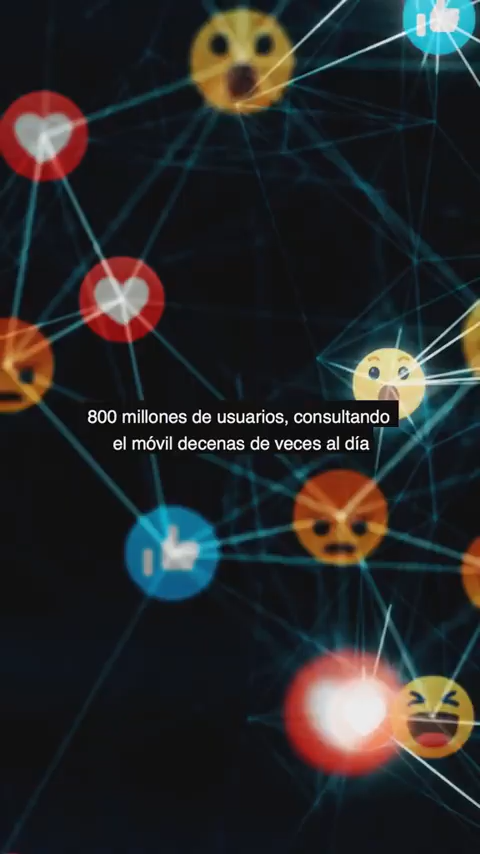 800 millones de usuarios, consultando
el móvil decenas de veces al día